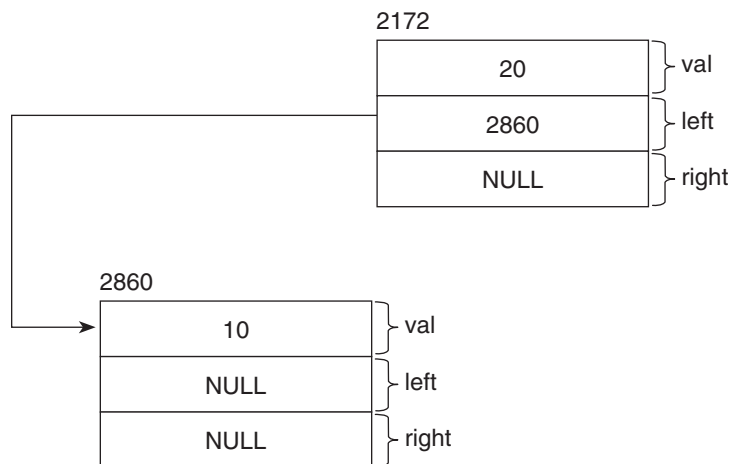 2172
20 val
2860 left
NULL right
2860
10 val
NULL left
NULL right